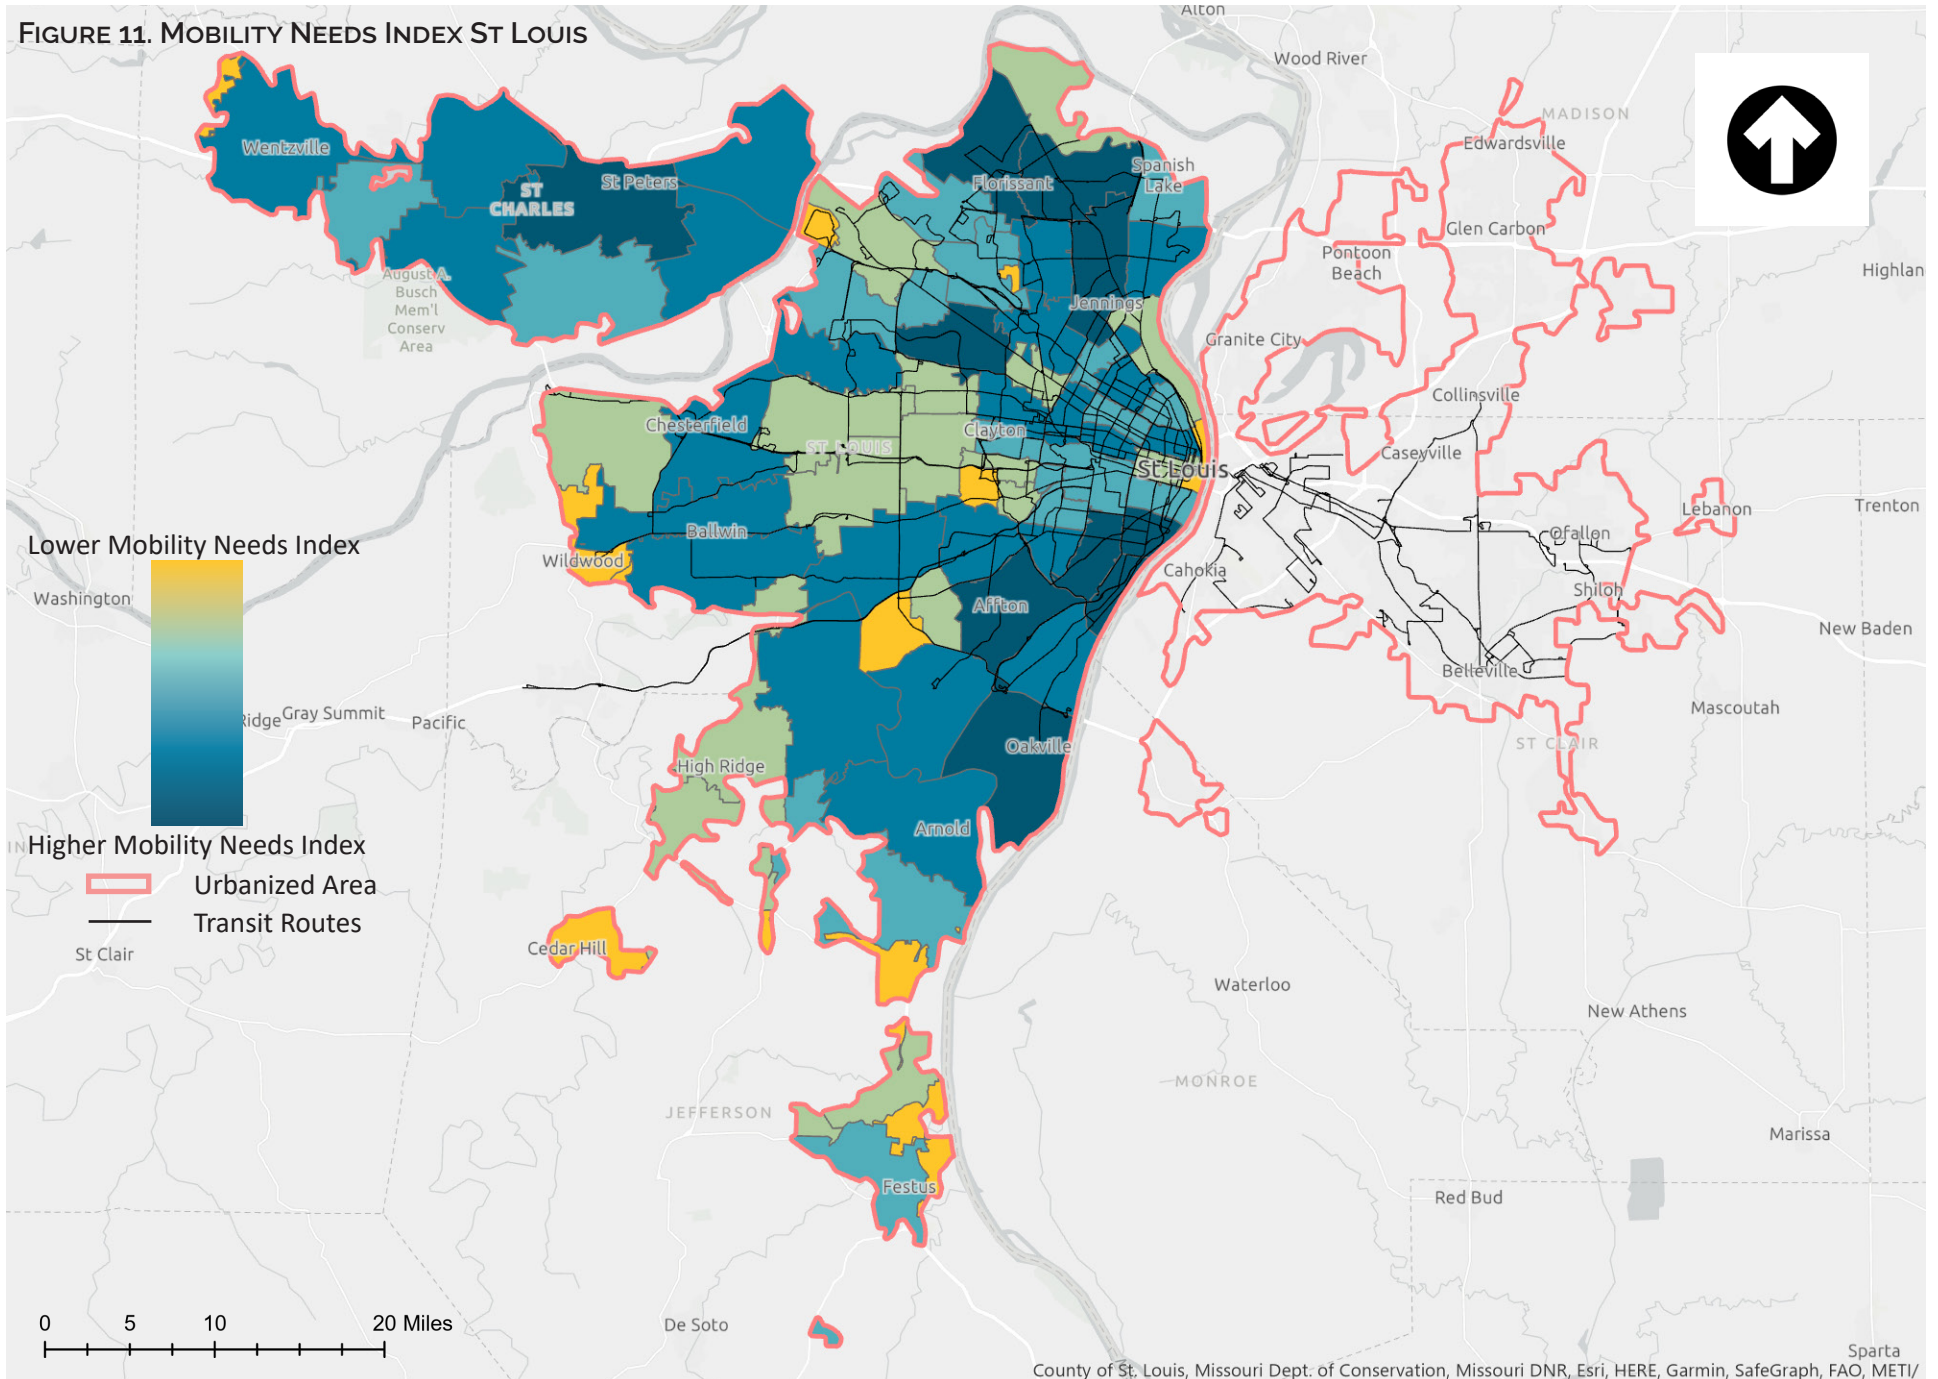 FIGURE 11. MOBILITY NEEDS INDEX ST LOUIS
Alton
Wood River
MADISON
Edwardsville
Wentzville
ST
CHARLES
St Peters
Florissant
Spanish
Lake
Glen Carbon
Pontoon
Beach
Highlan
August A.
Busch
Mem'l
Conserv
Area
Jennings
Granite City
Collinsville
Chesterfield
ST LOUIS
Clayton
Caseyville
St Louis
Lebanon
Trenton
Ballwin
Ofallon
Lower Mobility Needs Index
Wildwood
Cahokia
Shiloh
Washington
Affton
New Baden
Belleville
Ridge
Gray Summit
Pacific
Mascoutah
Oakville
ST CLAIR
High Ridge
Arnold
Higher Mobility Needs Index
IN
Urbanized Area
Transit Routes
St Clair
Cedar Hill
Waterloo
New Athens
MONROE
JEFFERSON
Marissa
Festus
Red Bud
0 5 10 20 Miles
De Soto
Sparta
County of St. Louis, Missouri Dept. of Conservation, Missouri DNR, Esri, HERE, Garmin, SafeGraph, FAO, METI/